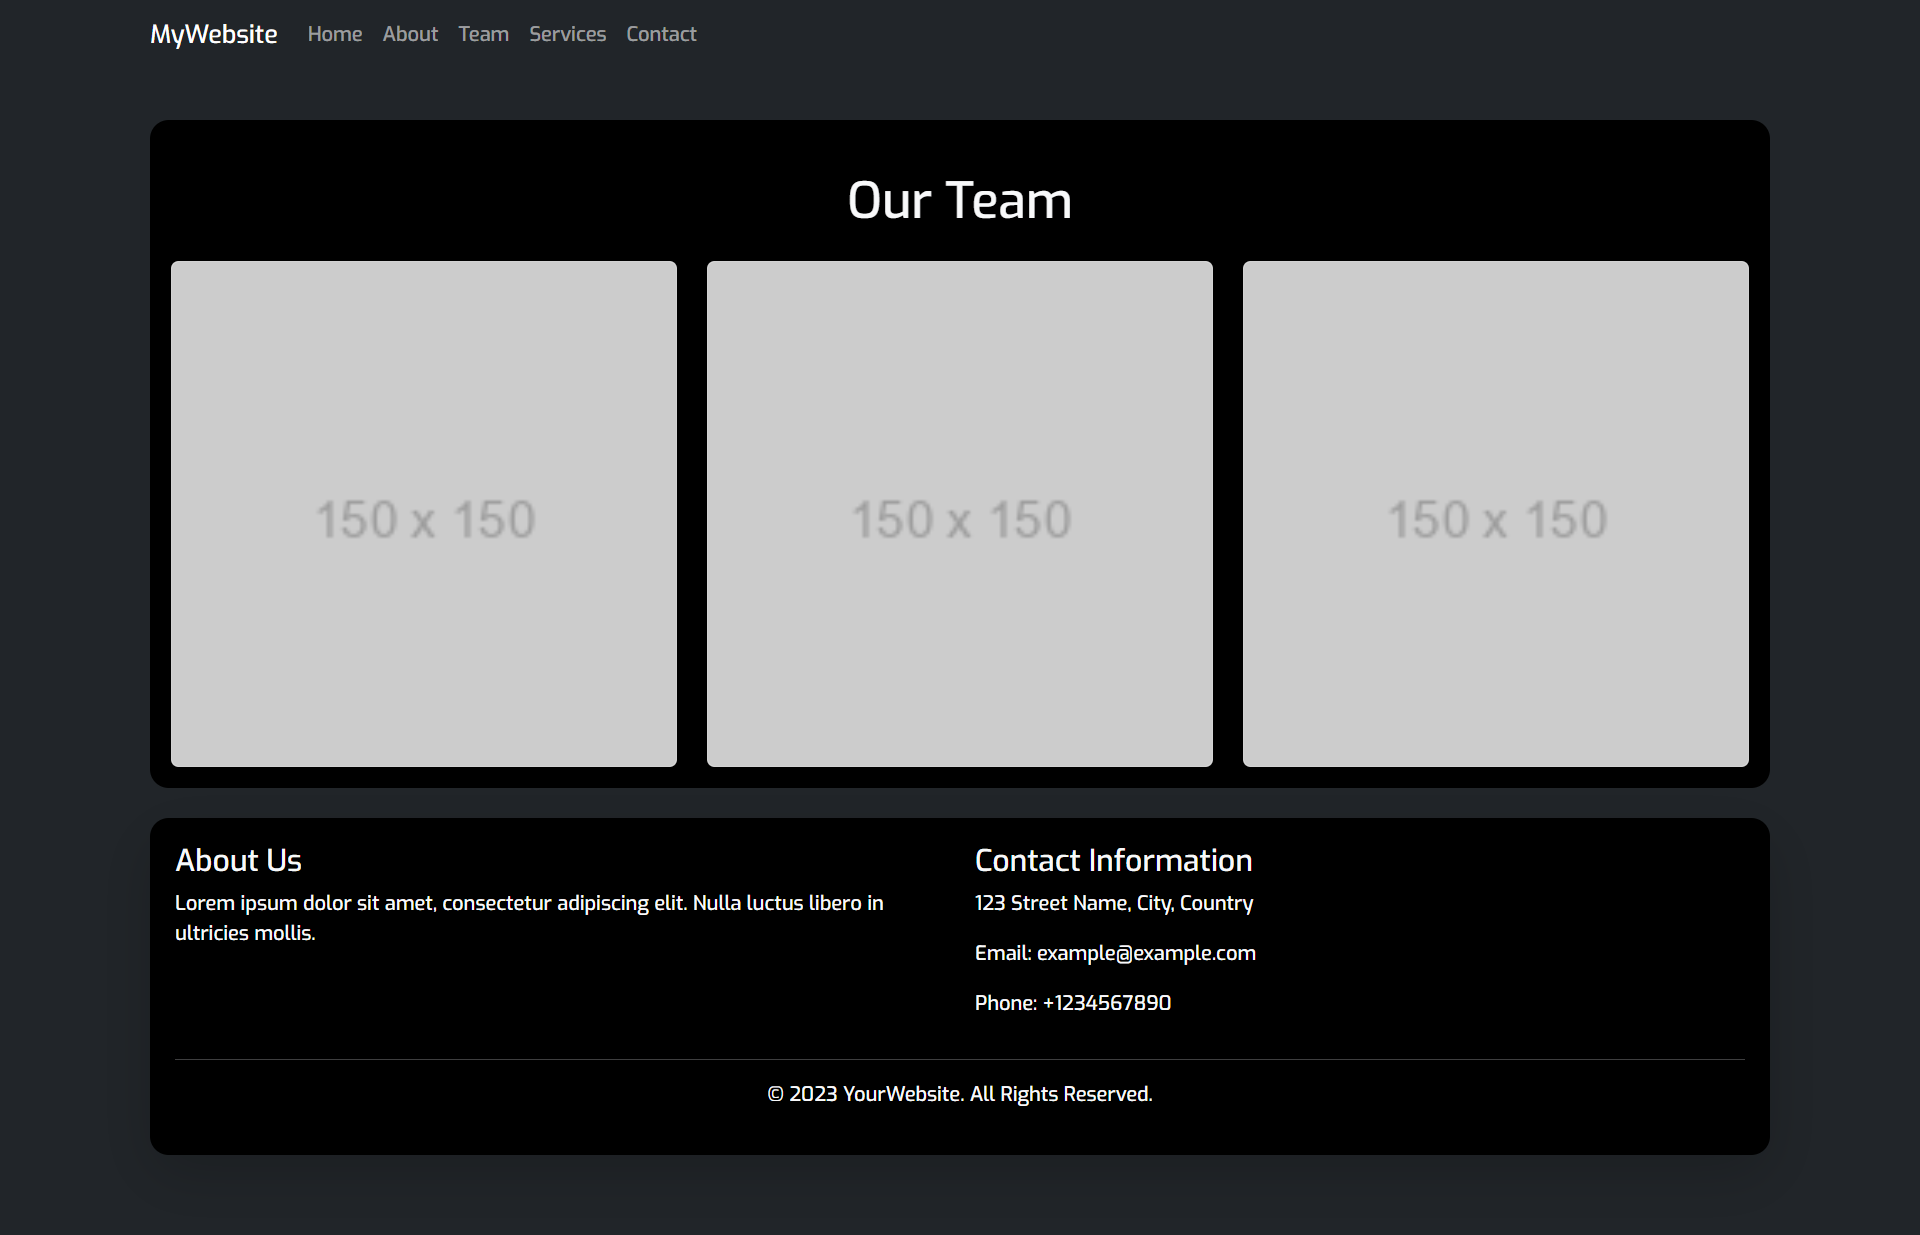 MyWebsite Home About Team Services Contact
Our Team
150 x 150 150 x 150 150 x 150
About Us
Lorem ipsum dolor sit amet, consectetur adipiscing elit. Nulla luctus libero in
ultricies mollis.
Contact Information
123 Street Name, City, Country
Email: example@example.com
Phone: +1234567890
© 2023 YourWebsite. All Rights Reserved.